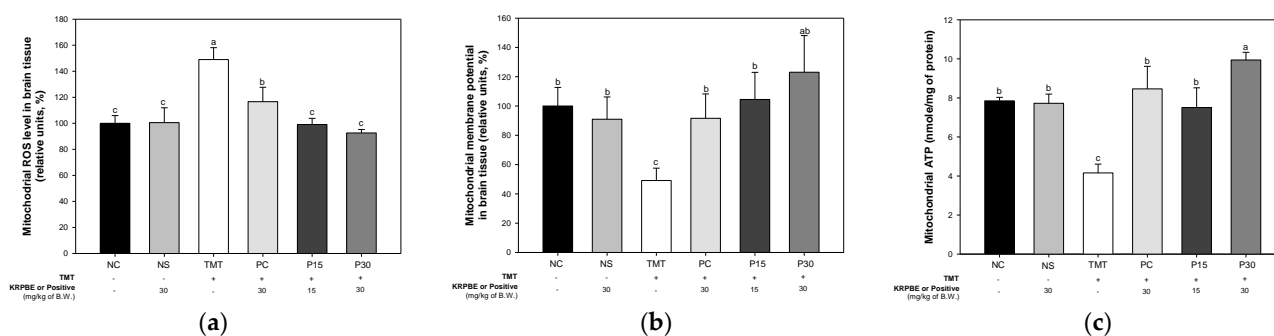 Mitochodrial ROS level in brain tissue
(relative units, %)
180
160
140
120
100
80
60
40
20
0
c
c
a
b
c
c
NC NS TMT PC P15 P30
TMT - - + + + +
KRPBE or Positive - 30 - 30 15 30
(mg/kg of B.W.)
(a)
Mitochondrial membrane potential
in brain tissue (relative units, %)
160
140
120
100
80
60
40
20
0
b
b
c
b
b
ab
NC NS TMT PC P15 P30
TMT - - + + + +
KRPBE or Positive - 30 - 30 15 30
(mg/kg of B.W.)
(b)
Mitochondrial ATP (nmole/mg of protein)
12
10
8
6
4
2
0
b
b
c
b
b
a
NC NS TMT PC P15 P30
TMT - - + + + +
KRPBE or Positive - 30 - 30 15 30
(mg/kg of B.W.)
(c)